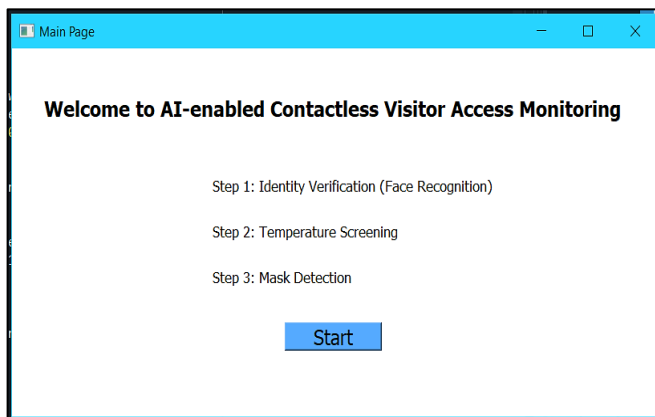 Main Page
Welcome to AI-enabled Contactless Visitor Access Monitoring
Step 1: Identity Verification (Face Recognition)
Step 2: Temperature Screening
Step 3: Mask Detection
Start